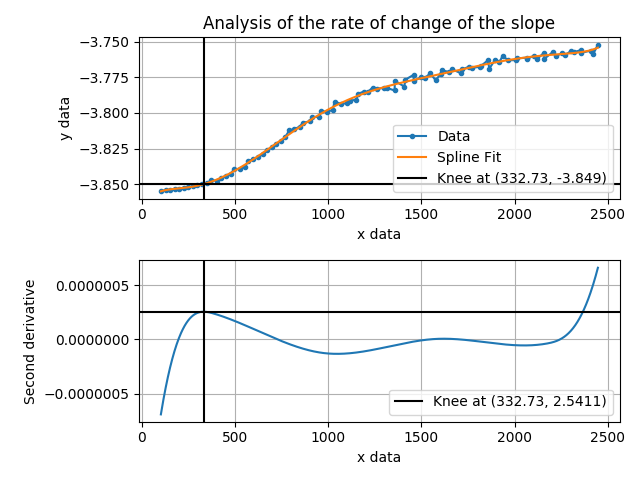 Analysis of the rate of change of the slope
−3.750
−3.775
−3.800
−3.825
−3.850
y data
Data
Spline Fit
Knee at (332.73, -3.849)
0 500 1000 1500 2000 2500
x data
0.0000005
0.0000000
−0.0000005
Second derivative
Knee at (332.73, 2.5411)
0 500 1000 1500 2000 2500
x data